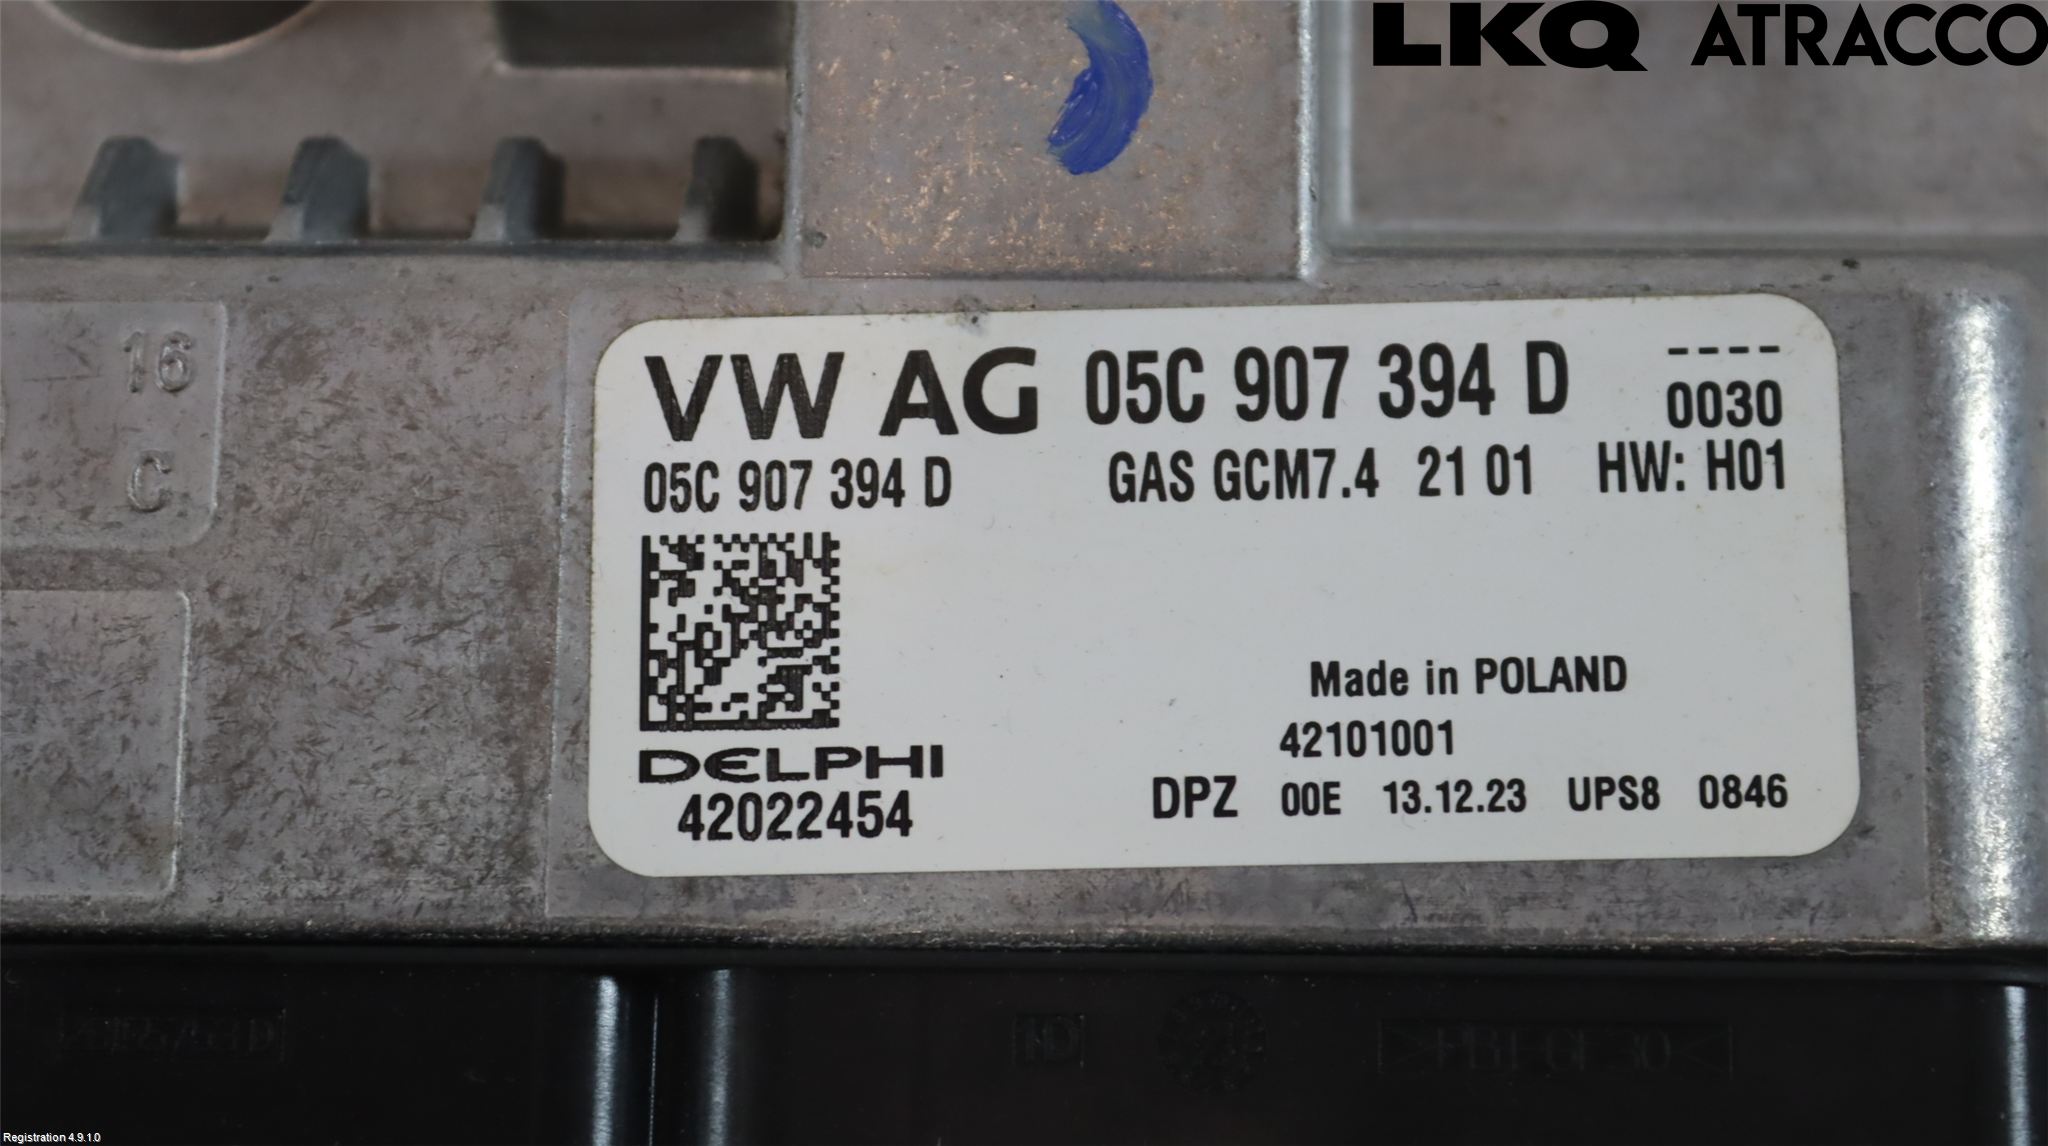 LKQ ATRACCO
16
C
VW AG 05C 907 394 D
----
0030
05C 907 394 D GAS GCM7.4 21 01 HW: H01
Made in POLAND
42101001
DELPHI
42022454
DPZ 00E 13.12.23 UPS8 0846
Registration 4.9.1.0